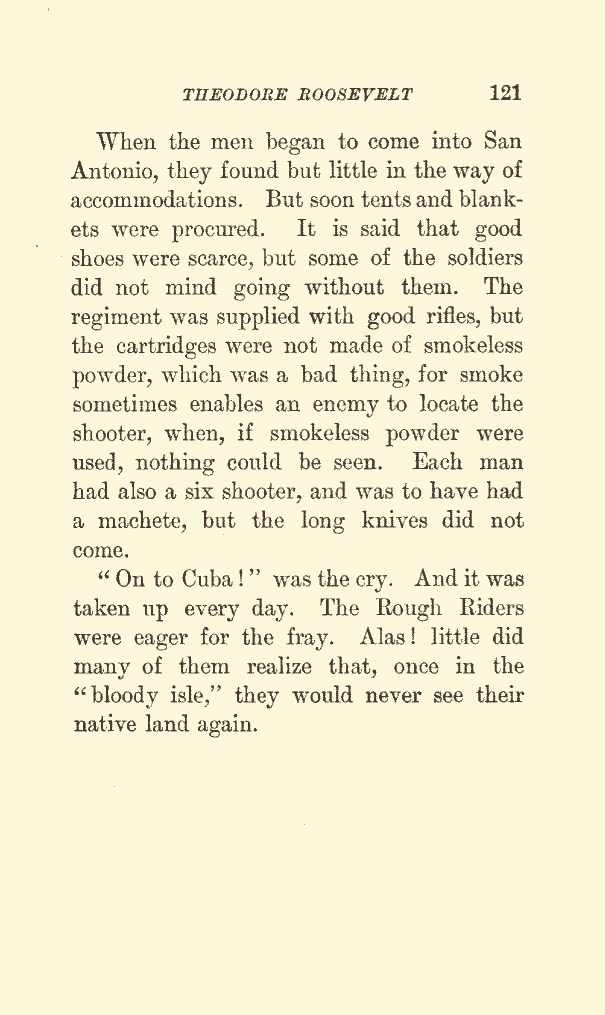 THEODORE ROOSEVELT 121
When the men began to come into San
Antonio, they found but little in the way of
accommodations. But soon tents and blank-
ets were procured. It is said that good
shoes were scarce, but some of the soldiers
did not mind going without them. The
regiment was supplied with good rifles, but
the cartridges were not made of smokeless
powder, which was a bad thing, for smoke
sometimes enables an enemy to locate the
shooter, when, if smokeless powder were
used, nothing could be seen. Each man
had also a six shooter, and was to have had
a machete, but the long knives did not
come.
“On to Cuba!” was the cry. And it was
taken up every day. The Rough Riders
were eager for the fray. Alas! little did
many of them realize that, once in the
“bloody isle,” they would never see their
native land again.